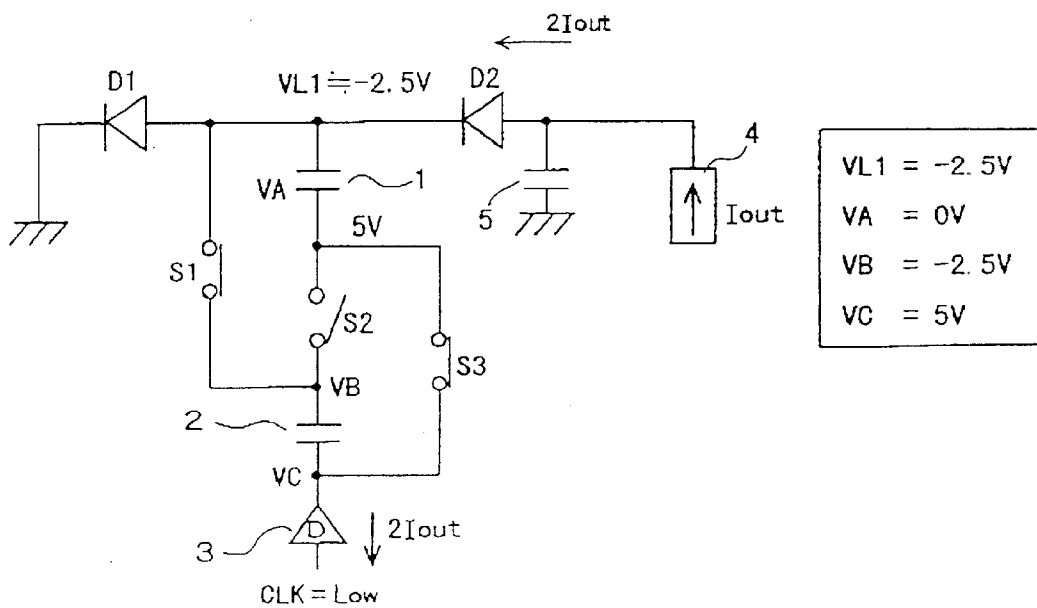 2Iout
D1
VL1≒-2.5V
D2
VA
1
5
4
Iout
5V
S1
S2
S3
VB
2
VC
D
3
2Iout
CLK=Low
VL1 = -2.5V
VA = 0V
VB = -2.5V
VC = 5V